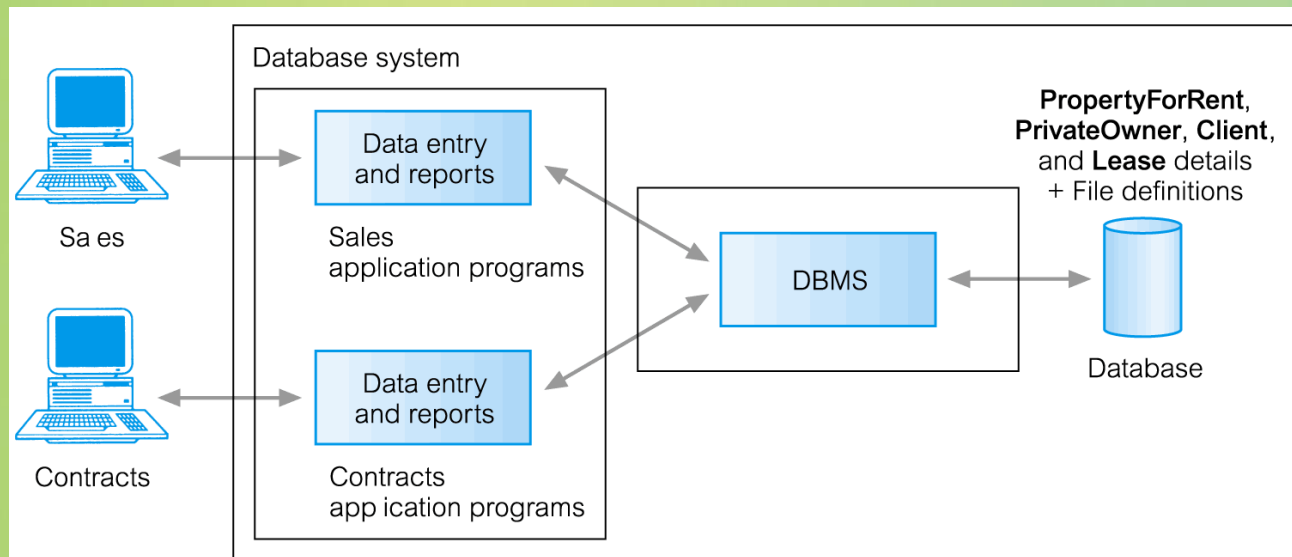 Database system
PropertyForRent,
PrivateOwner, Client,
and Lease details
+ File definitions
Data entry
and reports
Sa es
Sales
application programs
DBMS
Database
Data entry
and reports
Contracts
Contracts
app ication programs